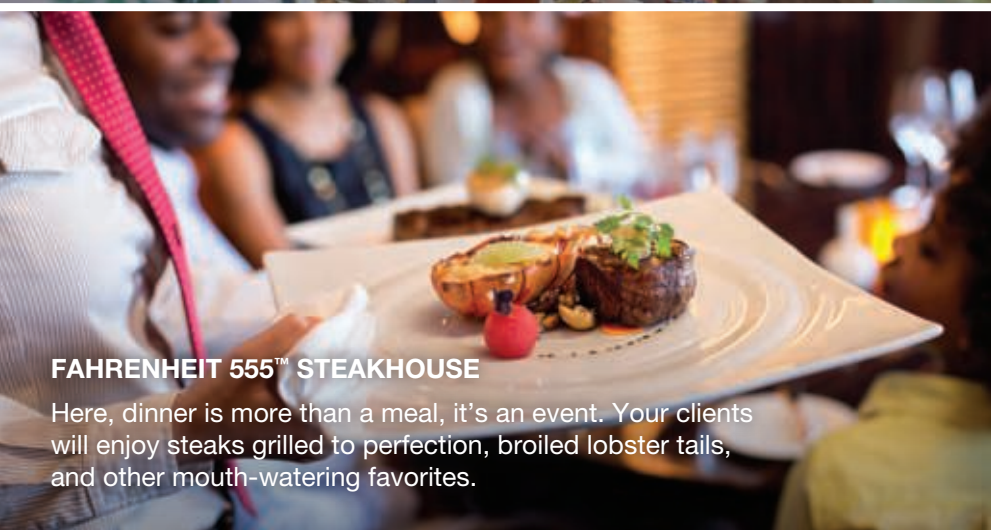 FAHRENHEIT 555™ STEAKHOUSE
Here, dinner is more than a meal, it’s an event. Your clients
will enjoy steaks grilled to perfection, broiled lobster tails,
and other mouth-watering favorites.